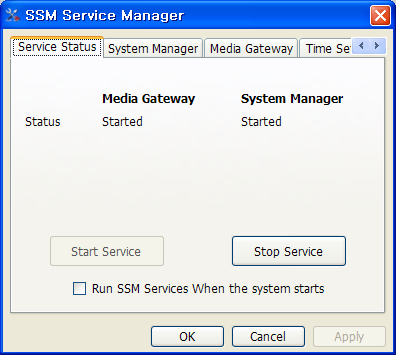 SSM Service Manager
Service Status System Manager Media Gateway Time Se
Media Gateway System Manager
Status Started Started
Start Service Stop Service
Run SSM Services When the system starts
OK Cancel Apply